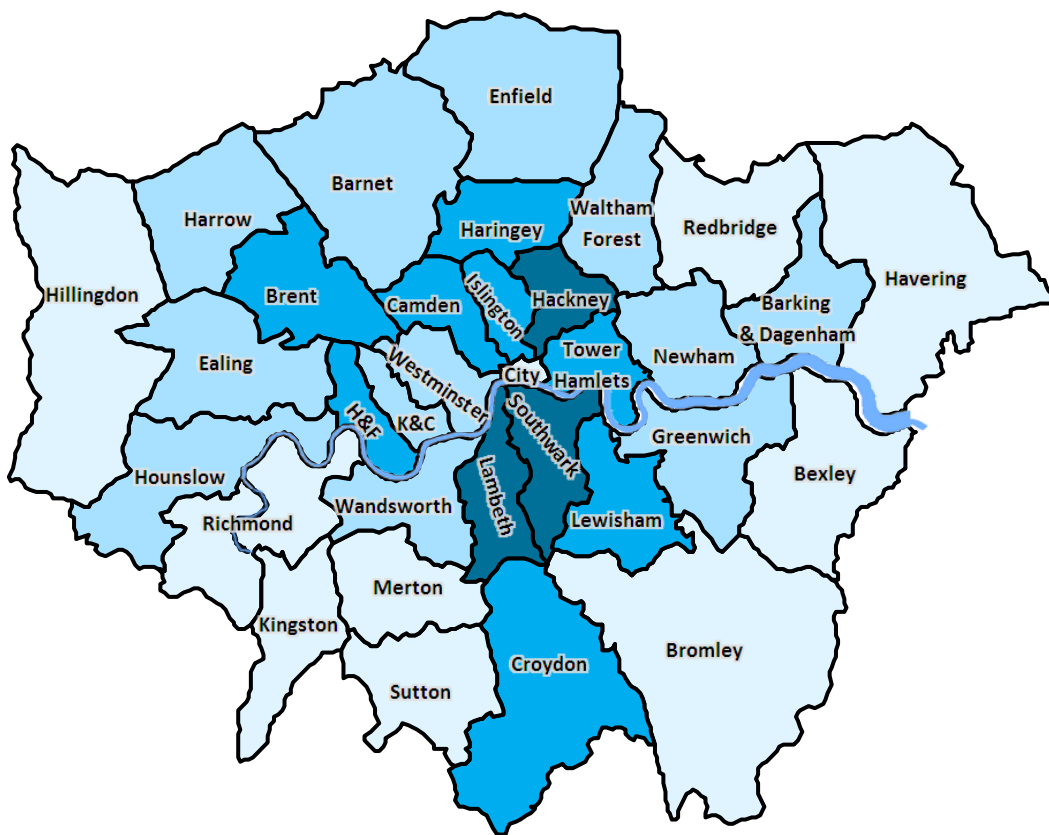 Enfield
Barnet
Waltham
Forest
Harrow
Haringey
Redbridge
Havering
Hillingdon
Brent
Camden
Islington
Hackney
Barking
& Dagenham
Ealing
Westminster
Tower
Hamlets
Newham
City
H&F
K&C
Southwark
Greenwich
Hounslow
Bexley
Richmond
Wandsworth
Lambeth
Lewisham
Merton
Kingston
Croydon
Bromley
Sutton